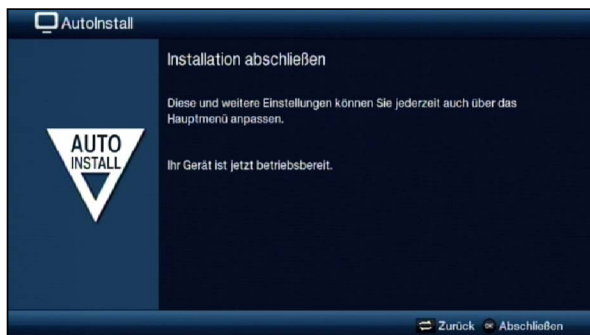 AutoInstall
Installation abschließen
Diese und weitere Einstellungen können Sie jederzeit auch über das
Hauptmenü anpassen.
AUTO
INSTALL
Ihr Gerät ist jetzt betriebsbereit.
Zurück OK Abschließen